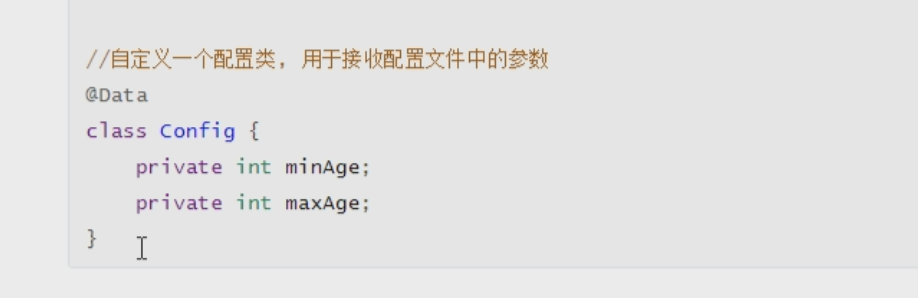 //自定义一个配置类，用于接收配置文件中的参数
@Data
class Config {
    private int minAge;
    private int maxAge;
}